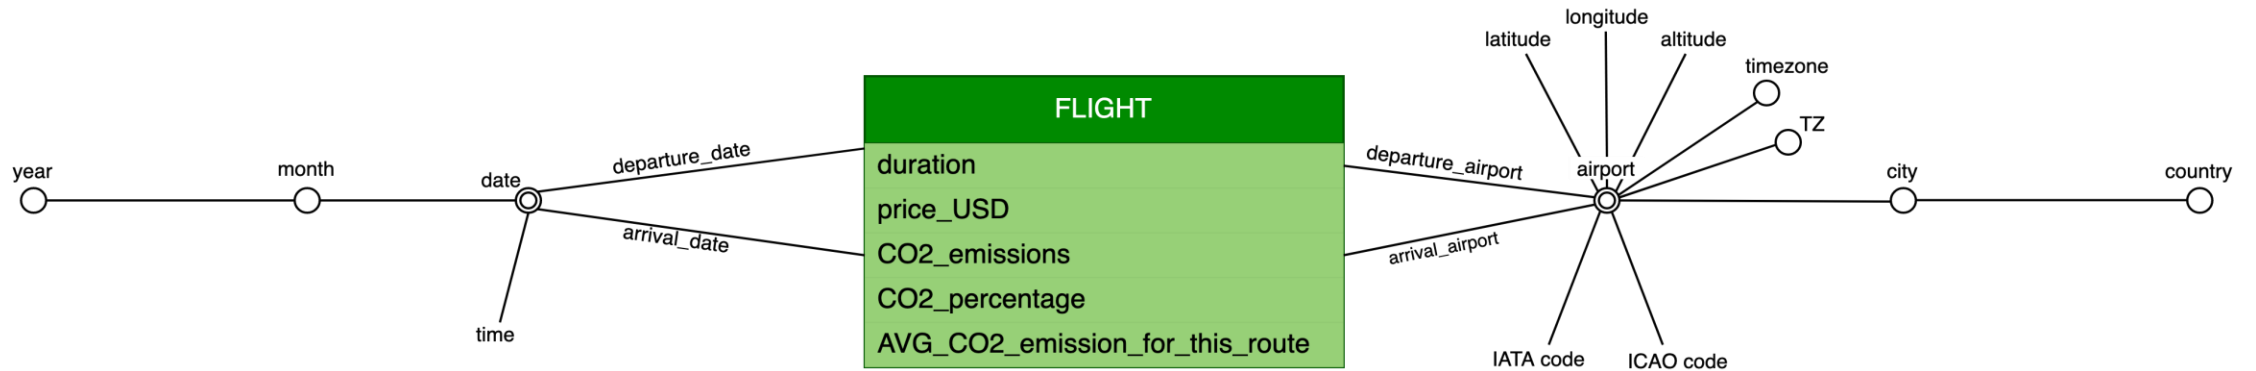 year
month
date
time
departure_date
arrival_date
FLIGHT
duration
price_USD
CO2_emissions
CO2_percentage
AVG_CO2_emission_for_this_route
departure_airport
arrival_airport
latitude
longitude
altitude
timezone
TZ
airport
city
country
IATA code
ICAO code